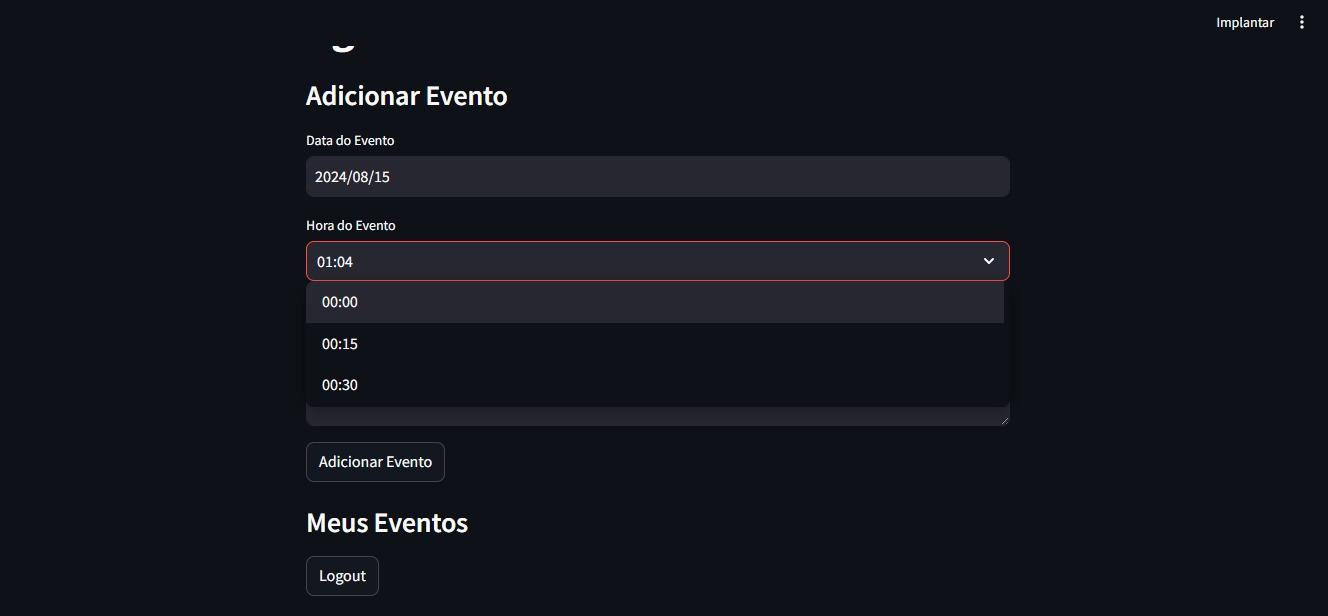 Implantar
Adicionar Evento
Data do Evento
2024/08/15
Hora do Evento
01:04
00:00
00:15
00:30
Adicionar Evento
Meus Eventos
Logout